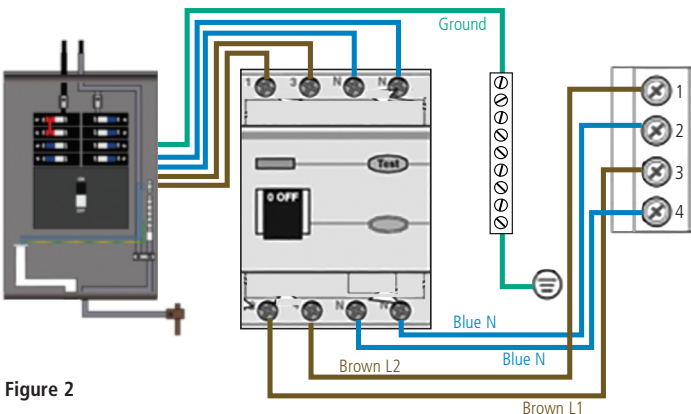 Ground
1 3 N N
1
Test
2
0 OFF
3
4
N N
Blue N
Blue N
Brown L2
Figure 2
Brown L1